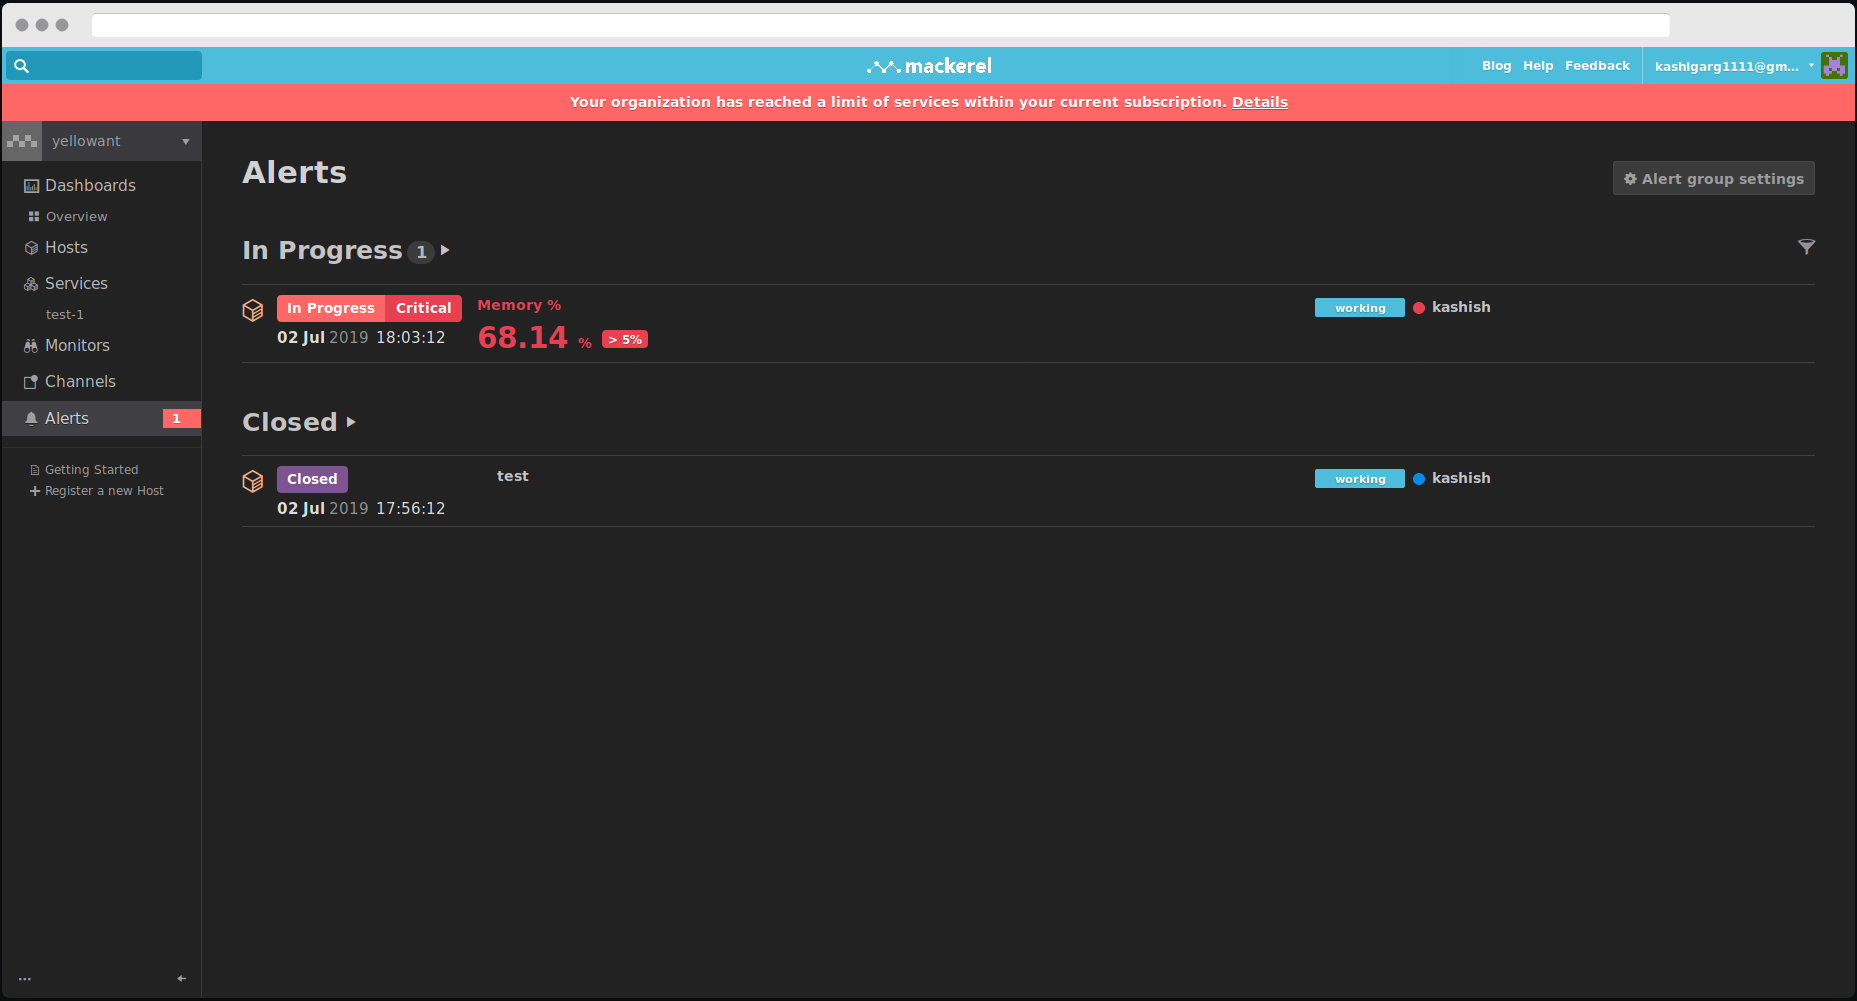 mackerel
Blog Help Feedback kashigarg1111@gm...
Your organization has reached a limit of services within your current subscription. Details
yellowant
Dashboards
Overview
Hosts
Services
test-1
Monitors
Channels
Alerts 1
Getting Started
+ Register a new Host
Alerts
Alert group settings
In Progress 1
In Progress Critical Memory % working kashish
02 Jul 2019 18:03:12 68.14 % > 5%
Closed
Closed test working kashish
02 Jul 2019 17:56:12